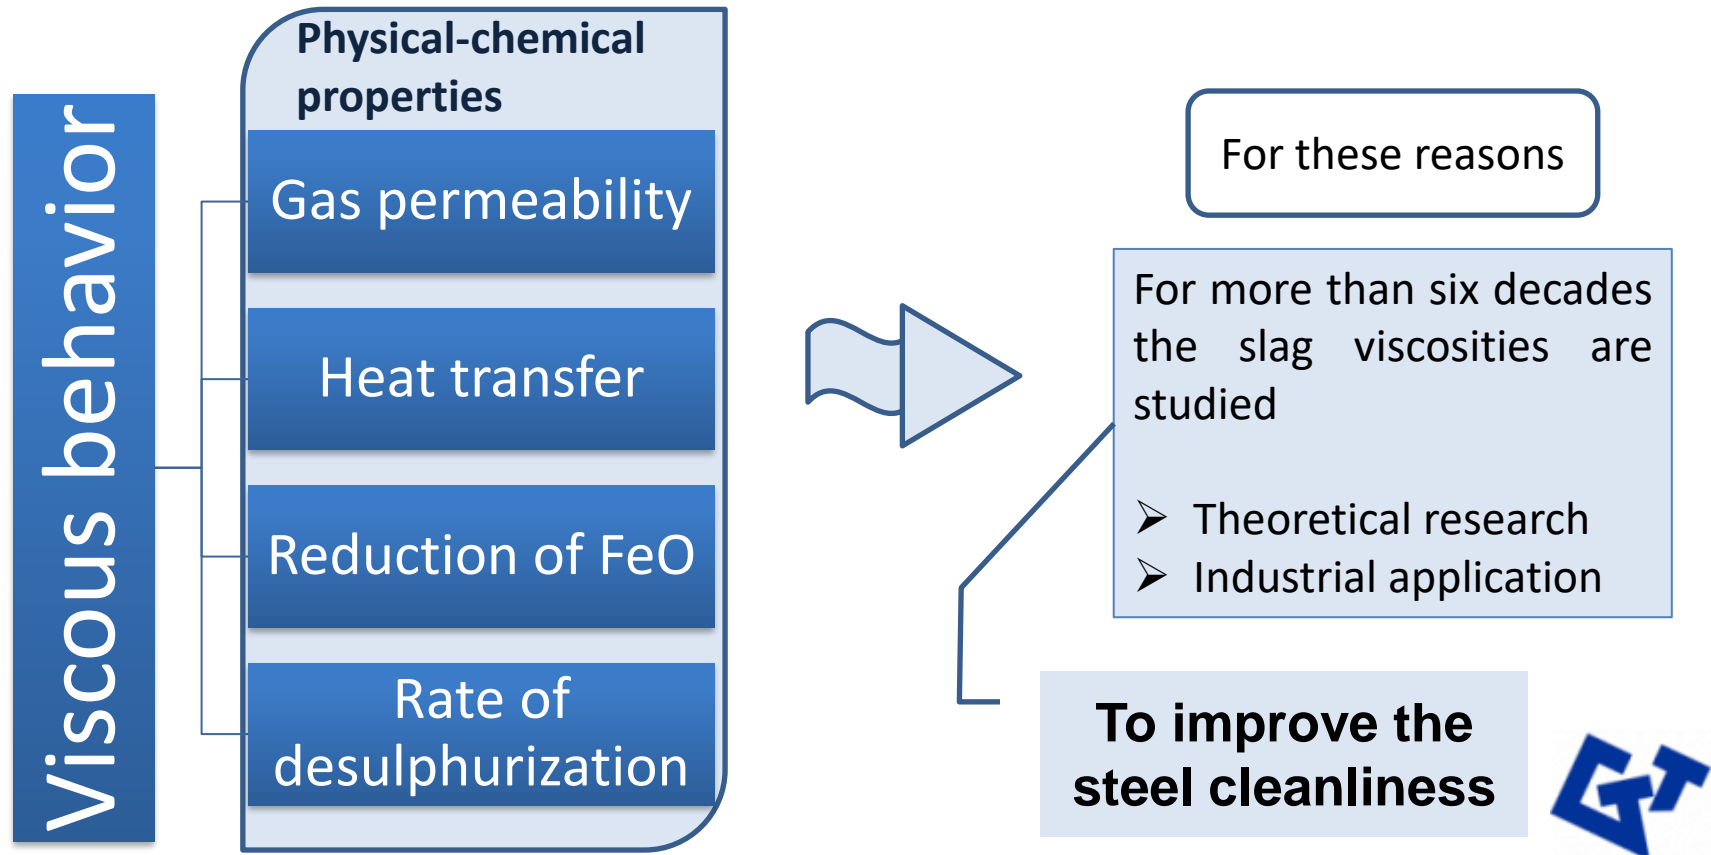 Viscous behavior
Physical-chemical
properties
Gas permeability
Heat transfer
Reduction of FeO
Rate of
desulphurization
For these reasons
For more than six decades
the slag viscosities are
studied
➢ Theoretical research
➢ Industrial application
To improve the
steel cleanliness
GTT